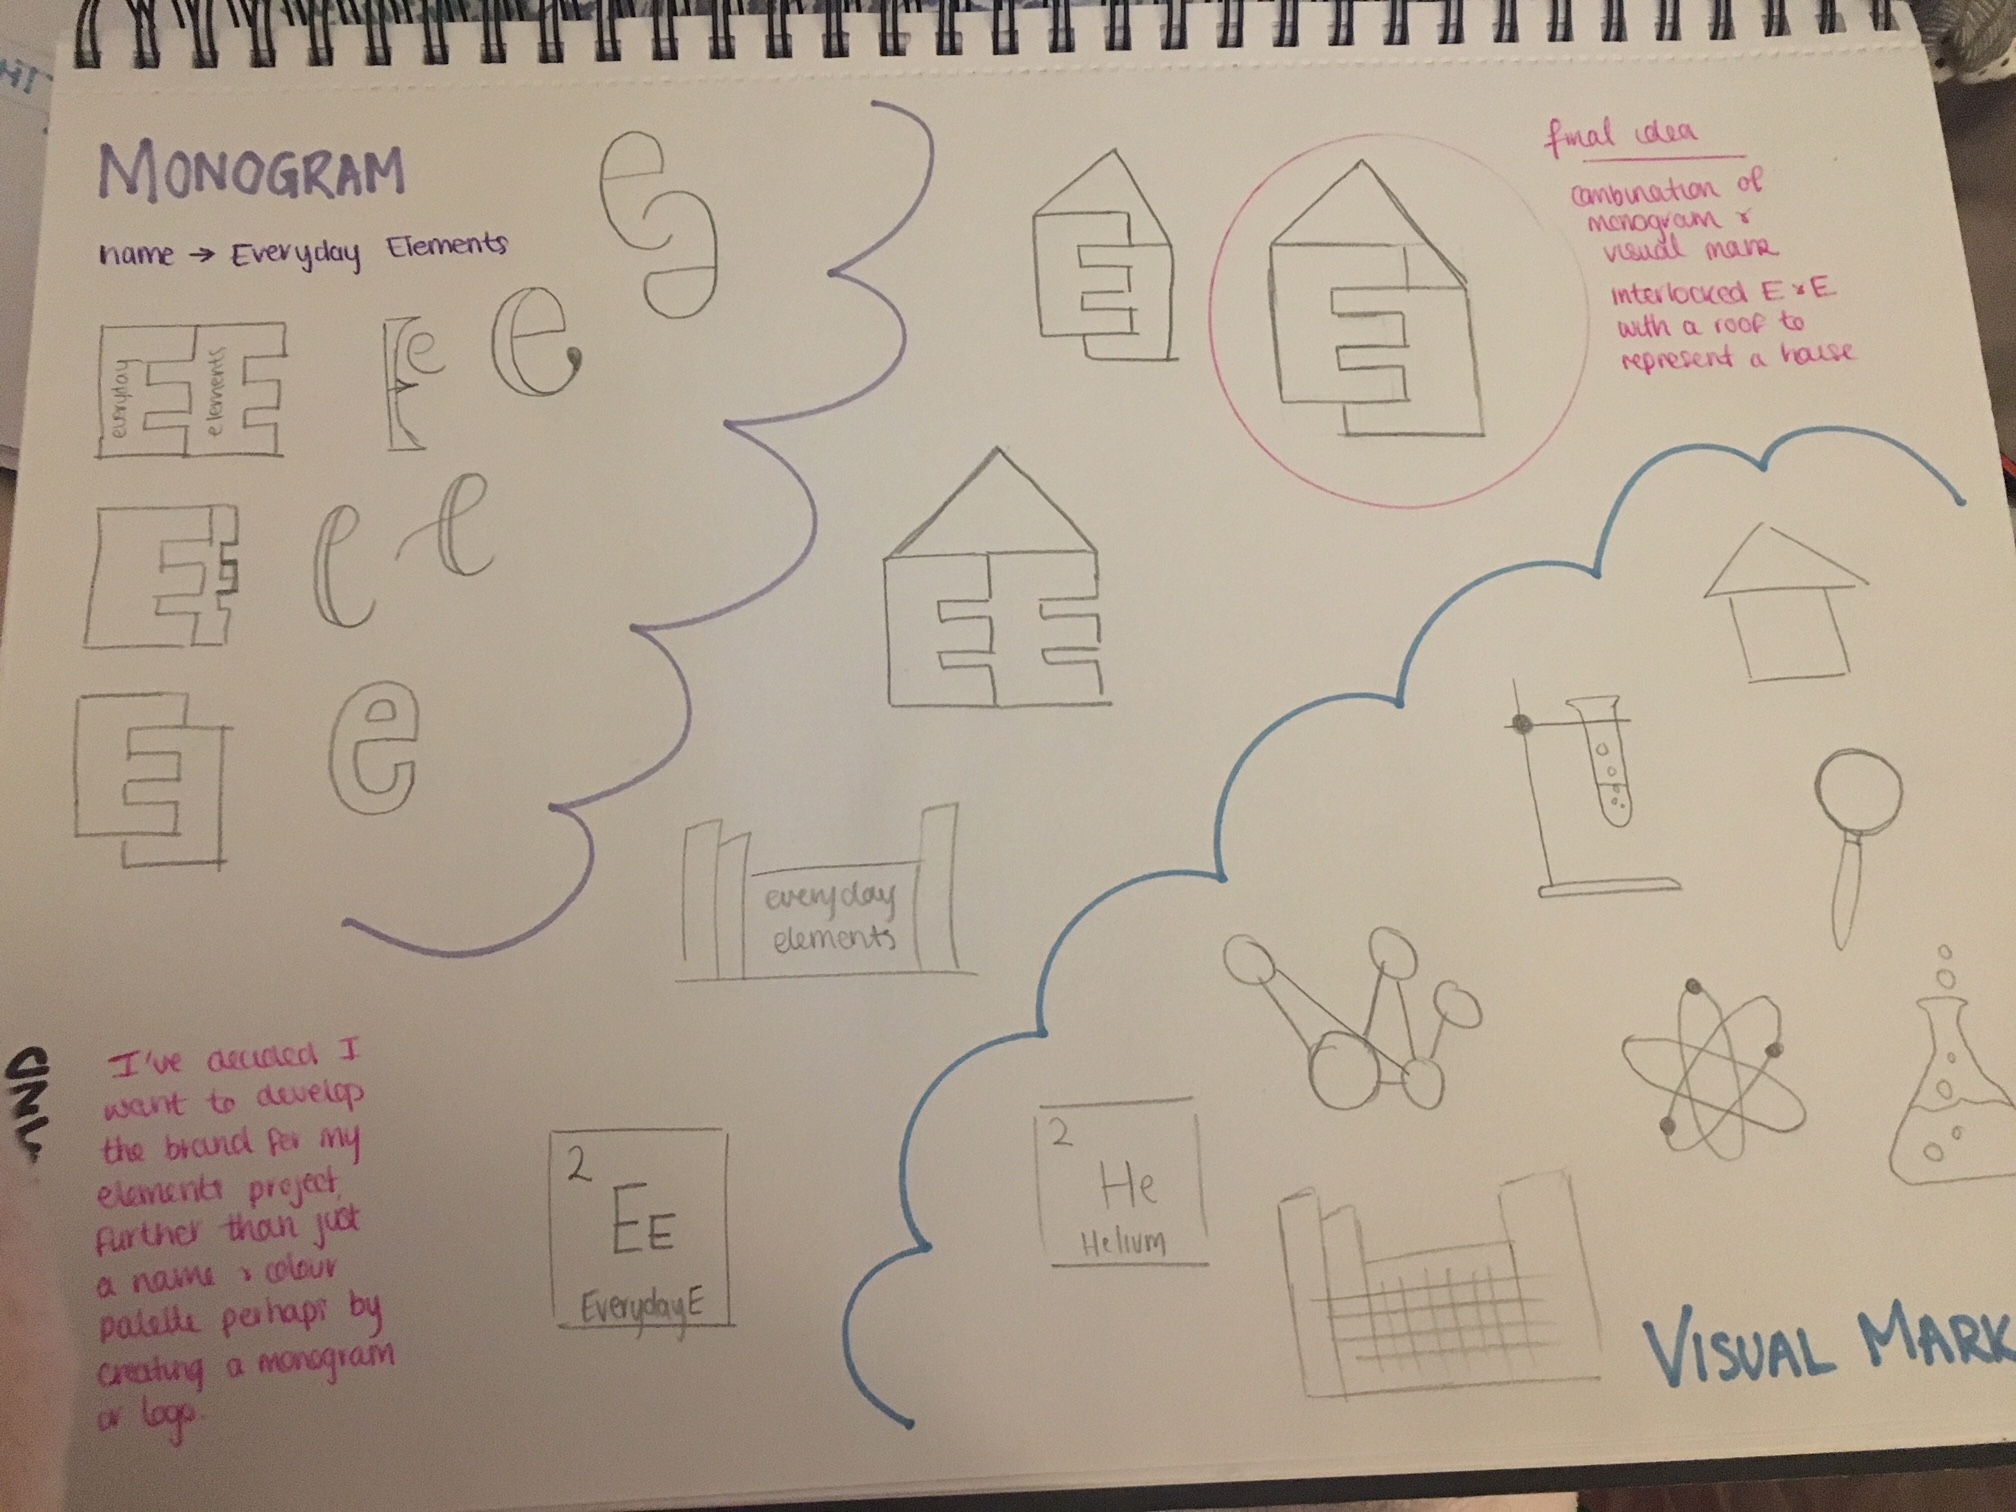 MONOGRAM
name → Everyday Elements
everyday
elements
final idea
combination of
monogram &
visual mark
interlocked E & E
with a roof to
represent a house
everyday
elements
I've decided I
want to develop
the brand for my
elements project
further than just
a name & colour
palette perhaps by
creating a monogram
or logo.
2
EE
EverydayE
2
He
Helium
VISUAL MARK